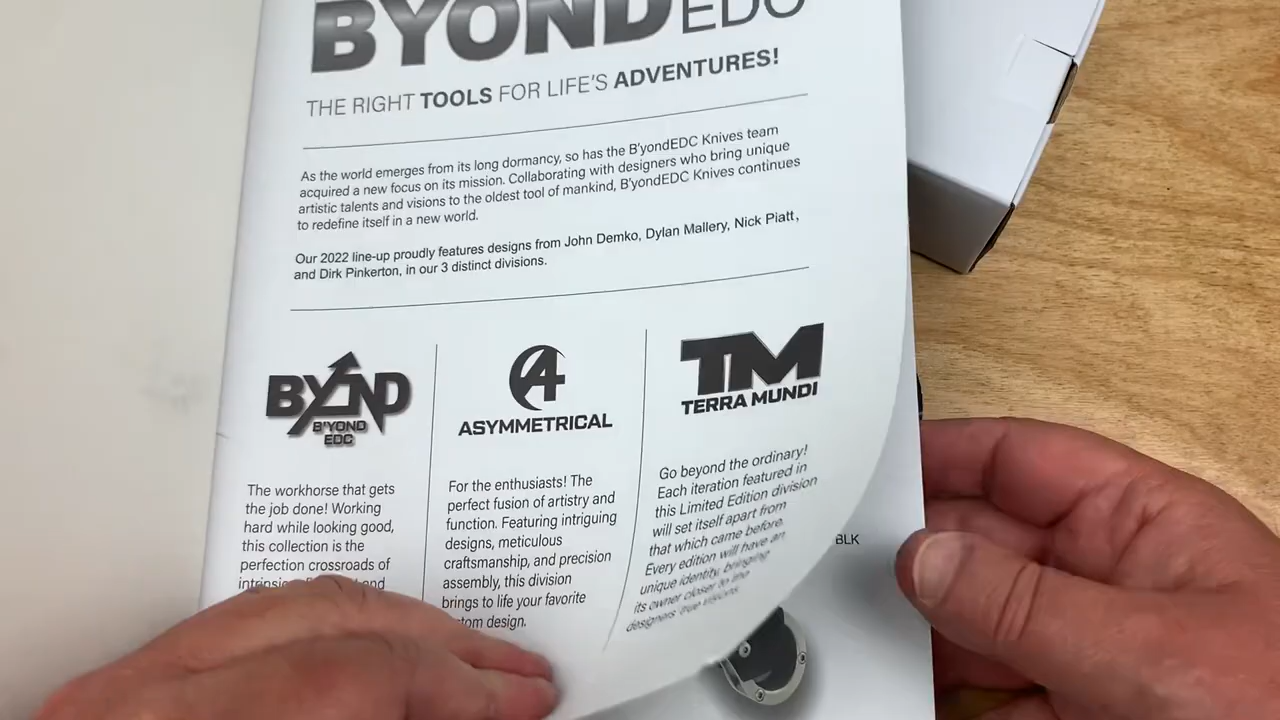 BYONDEDC
THE RIGHT TOOLS FOR LIFE'S ADVENTURES!
As the world emerges from its long dormancy, so has the B'yondEDC Knives team
acquired a new focus on its mission. Collaborating with designers who bring unique
artistic talents and visions to the oldest tool of mankind, B'yondEDC Knives continues
to redefine itself in a new world.
Our 2022 line-up proudly features designs from John Demko, Dylan Mallery, Nick Piatt,
and Dirk Pinkerton, in our 3 distinct divisions.
BYOND
B'YOND
EDC
The workhorse that gets
the job done! Working
hard while looking good,
this collection is the
perfection crossroads of
A
ASYMMETRICAL
For the enthusiasts! The
perfect fusion of artistry and
function. Featuring intriguing
designs, meticulous
craftsmanship, and precision
assembly, this division
brings to life your favorite
tom design.
TM
TERRA MUNDI
Go beyond the ordinary!
Each iteration featured in
this Limited Edition division
will set itself apart from
that which came before.
Every edition will have an
unique identity, bringing
its owner closer to the
designers true visions.
BLK